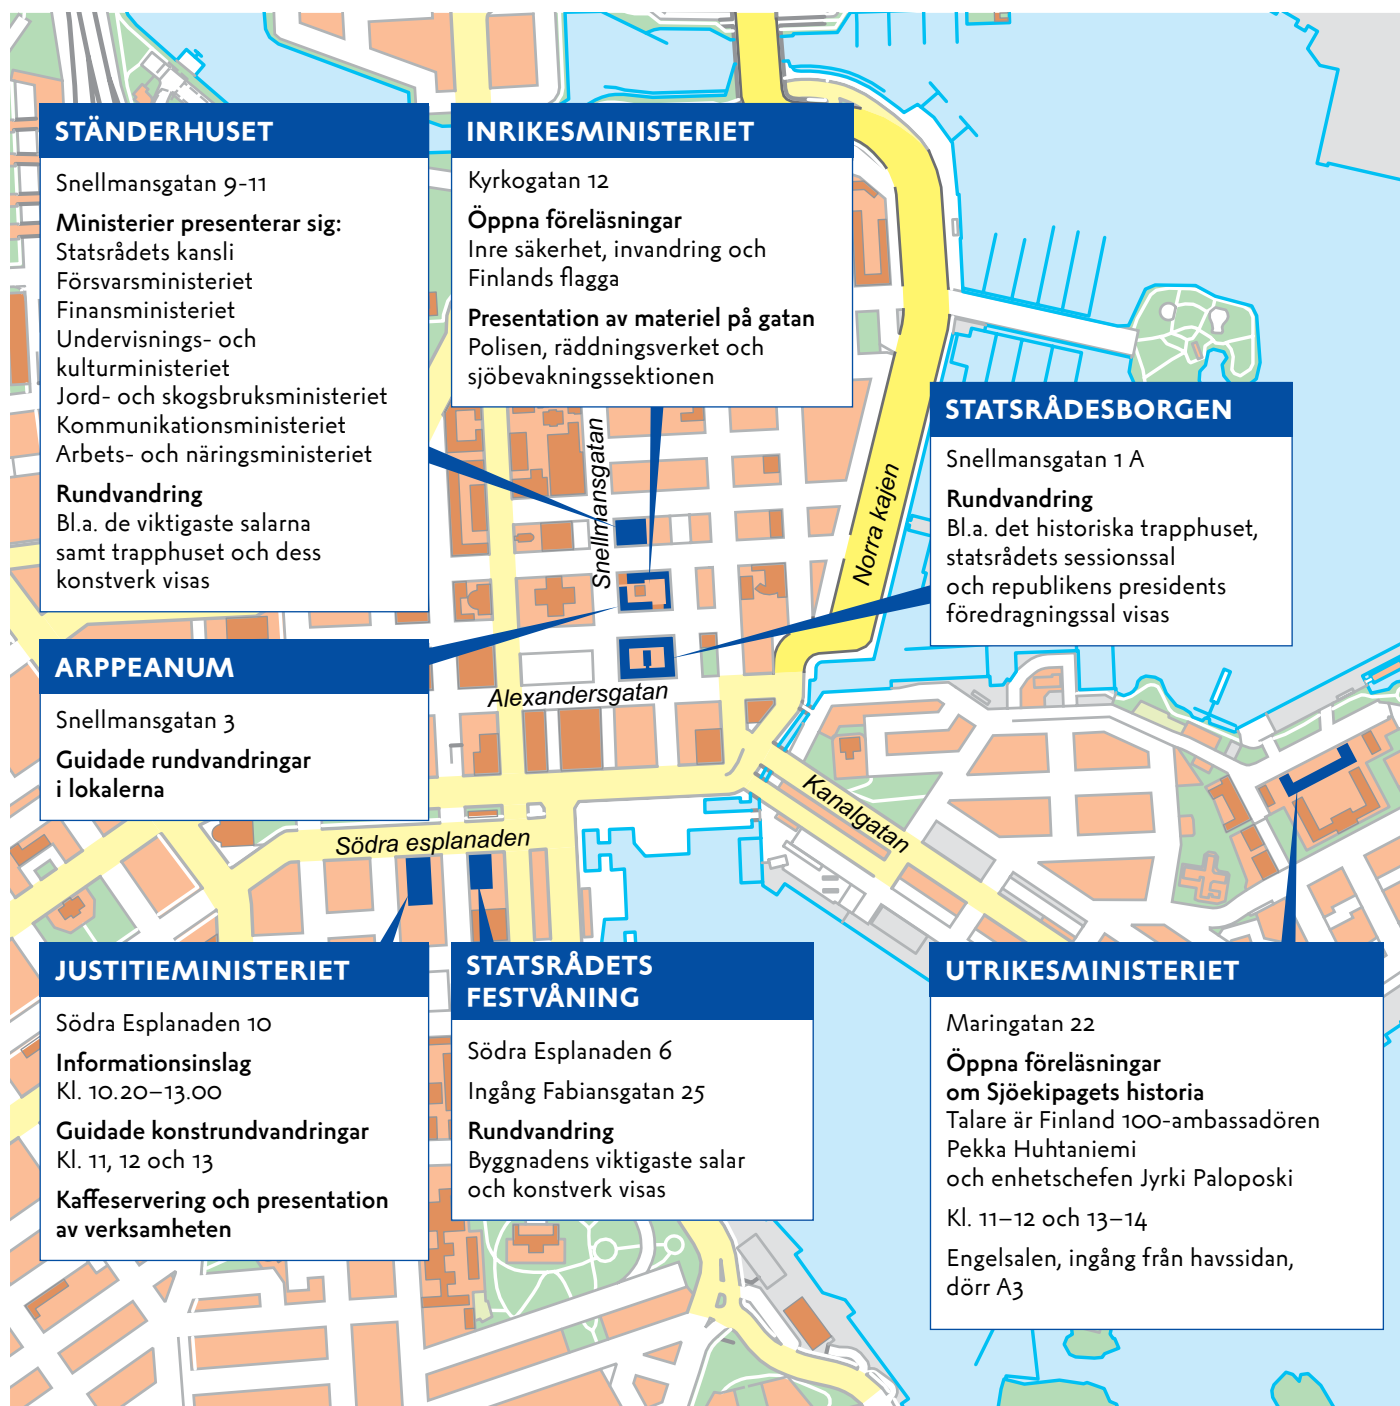 STÄNDERHUSET
Snellmansgatan 9-11
Ministerier presenterar sig:
Statsrådets kansli
Försvarsministeriet
Finansministeriet
Undervisnings- och
kulturministeriet
Jord- och skogsbruksministeriet
Kommunikationsministeriet
Arbets- och näringsministeriet
Rundvandring
Bl.a. de viktigaste salarna
samt trapphuset och dess
konstverk visas
INRIKESMINISTERIET
Kyrkogatan 12
Öppna föreläsningar
Inre säkerhet, invandring och
Finlands flagga
Presentation av materiel på gatan
Polisen, räddningsverket och
sjöbevakningssektionen
STATSRÅDESBORGEN
Snellmansgatan 1 A
Rundvandring
Bl.a. det historiska trapphuset,
statsrådets sessionssal
och republikens presidents
föredragningssal visas
Snellmansgatan
Norra kajen
ARPPEANUM
Snellmansgatan 3
Guidade rundvandringar
i lokalerna
Alexandersgatan
Kanalgatan
Södra esplanaden
JUSTITIEMINISTERIET
Södra Esplanaden 10
Informationsinslag
Kl. 10.20–13.00
Guidade konstrundvandringar
Kl. 11, 12 och 13
Kaffeservering och presentation
av verksamheten
STATSRÅDETS
FESTVÅNING
Södra Esplanaden 6
Ingång Fabiansgatan 25
Rundvandring
Byggnadens viktigaste salar
och konstverk visas
UTRIKESMINISTERIET
Maringatan 22
Öppna föreläsningar
om Sjöekipagets historia
Talare är Finland 100-ambassadören
Pekka Huhtaniemi
och enhetschefen Jyrki Paloposki
Kl. 11–12 och 13–14
Engelsalen, ingång från havssidan,
dörr A3